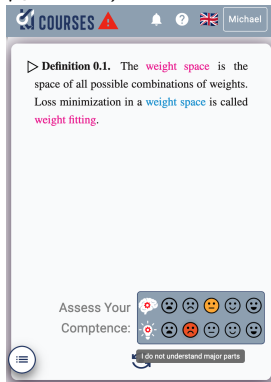 COURSES
Michael
▷ Definition 0.1. The weight space is the
space of all possible combinations of weights.
Loss minimization in a weight space is called
weight fitting.
Assess Your
Comptence:
I do not understand major parts